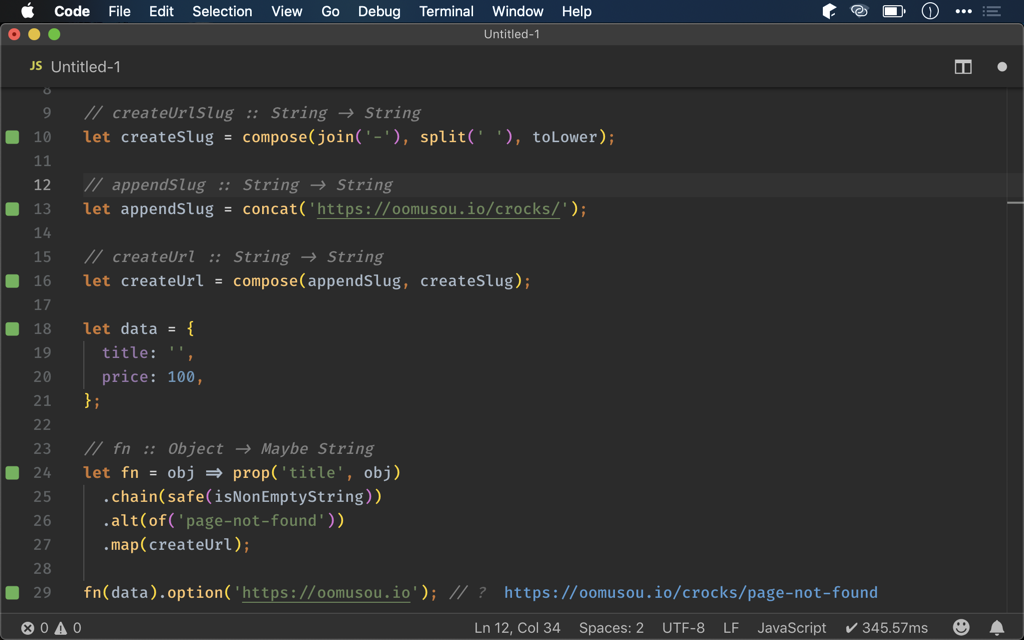 Code File Edit Selection View Go Debug Terminal Window Help
Untitled-1
JS Untitled-1
8
9 // createUrlSlug :: String → String
10 let createSlug = compose(join('-'), split(' '), toLower);
11
12 // appendSlug :: String → String
13 let appendSlug = concat('https://oomusou.io/crocks/');
14
15 // createUrl :: String → String
16 let createUrl = compose(appendSlug, createSlug);
17
18 let data = {
19 title: '',
20 price: 100,
21 };
22
23 // fn :: Object → Maybe String
24 let fn = obj ⇒ prop('title', obj)
25 .chain(safe(isNonEmptyString))
26 .alt(of('page-not-found'))
27 .map(createUrl);
28
29 fn(data).option('https://oomusou.io'); // ? https://oomusou.io/crocks/page-not-found
0 0 Ln 12, Col 34 Spaces: 2 UTF-8 LF JavaScript ✔ 345.57ms